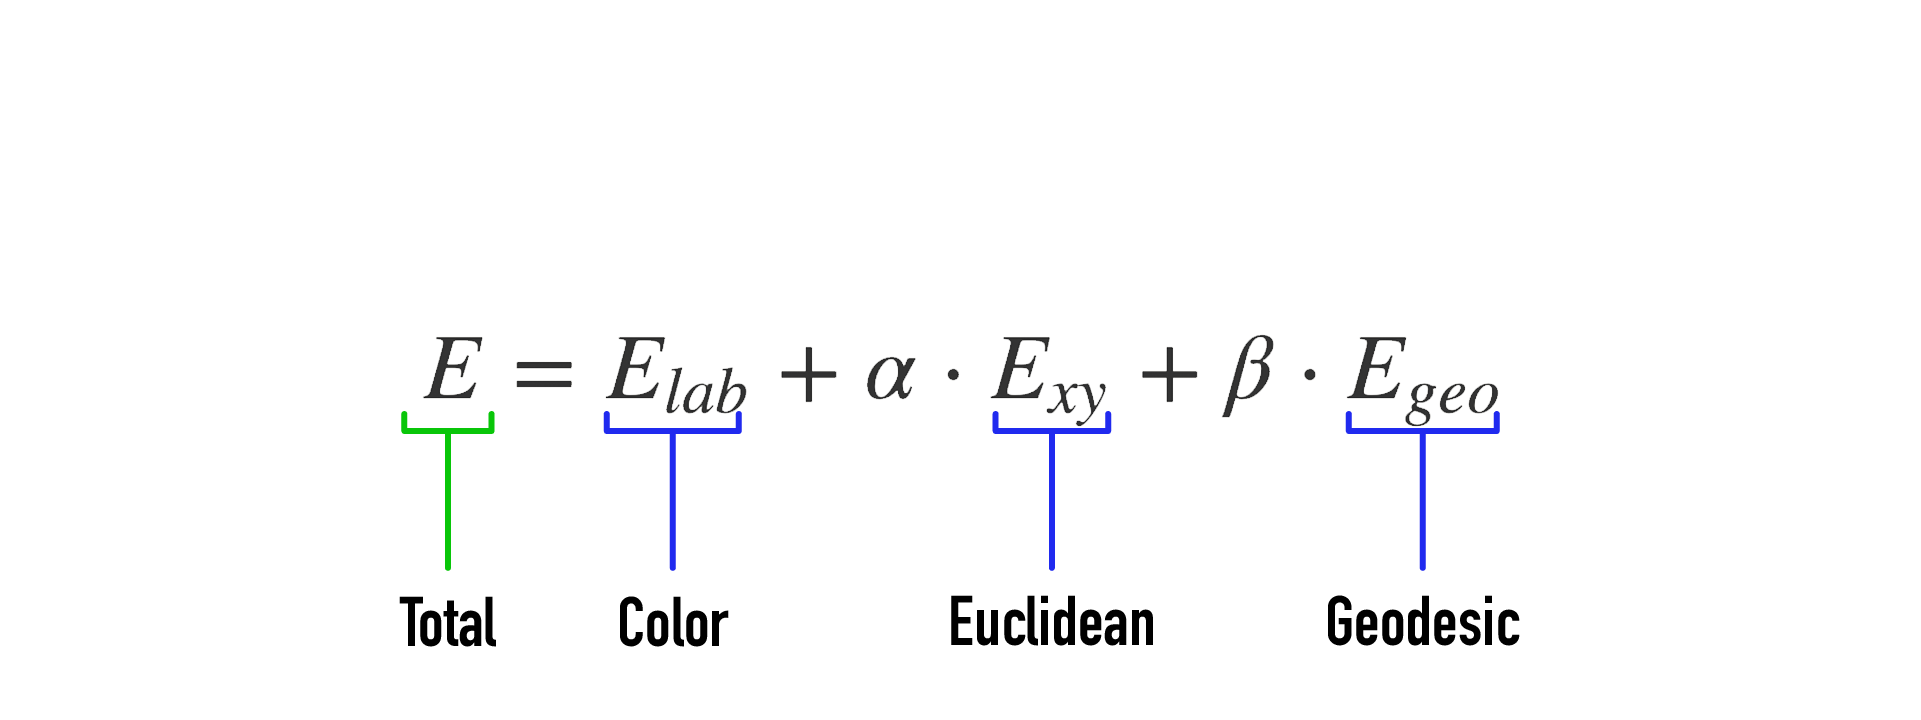 E = E_lab + α · E_xy + β · E_geo
Total Color Euclidean Geodesic